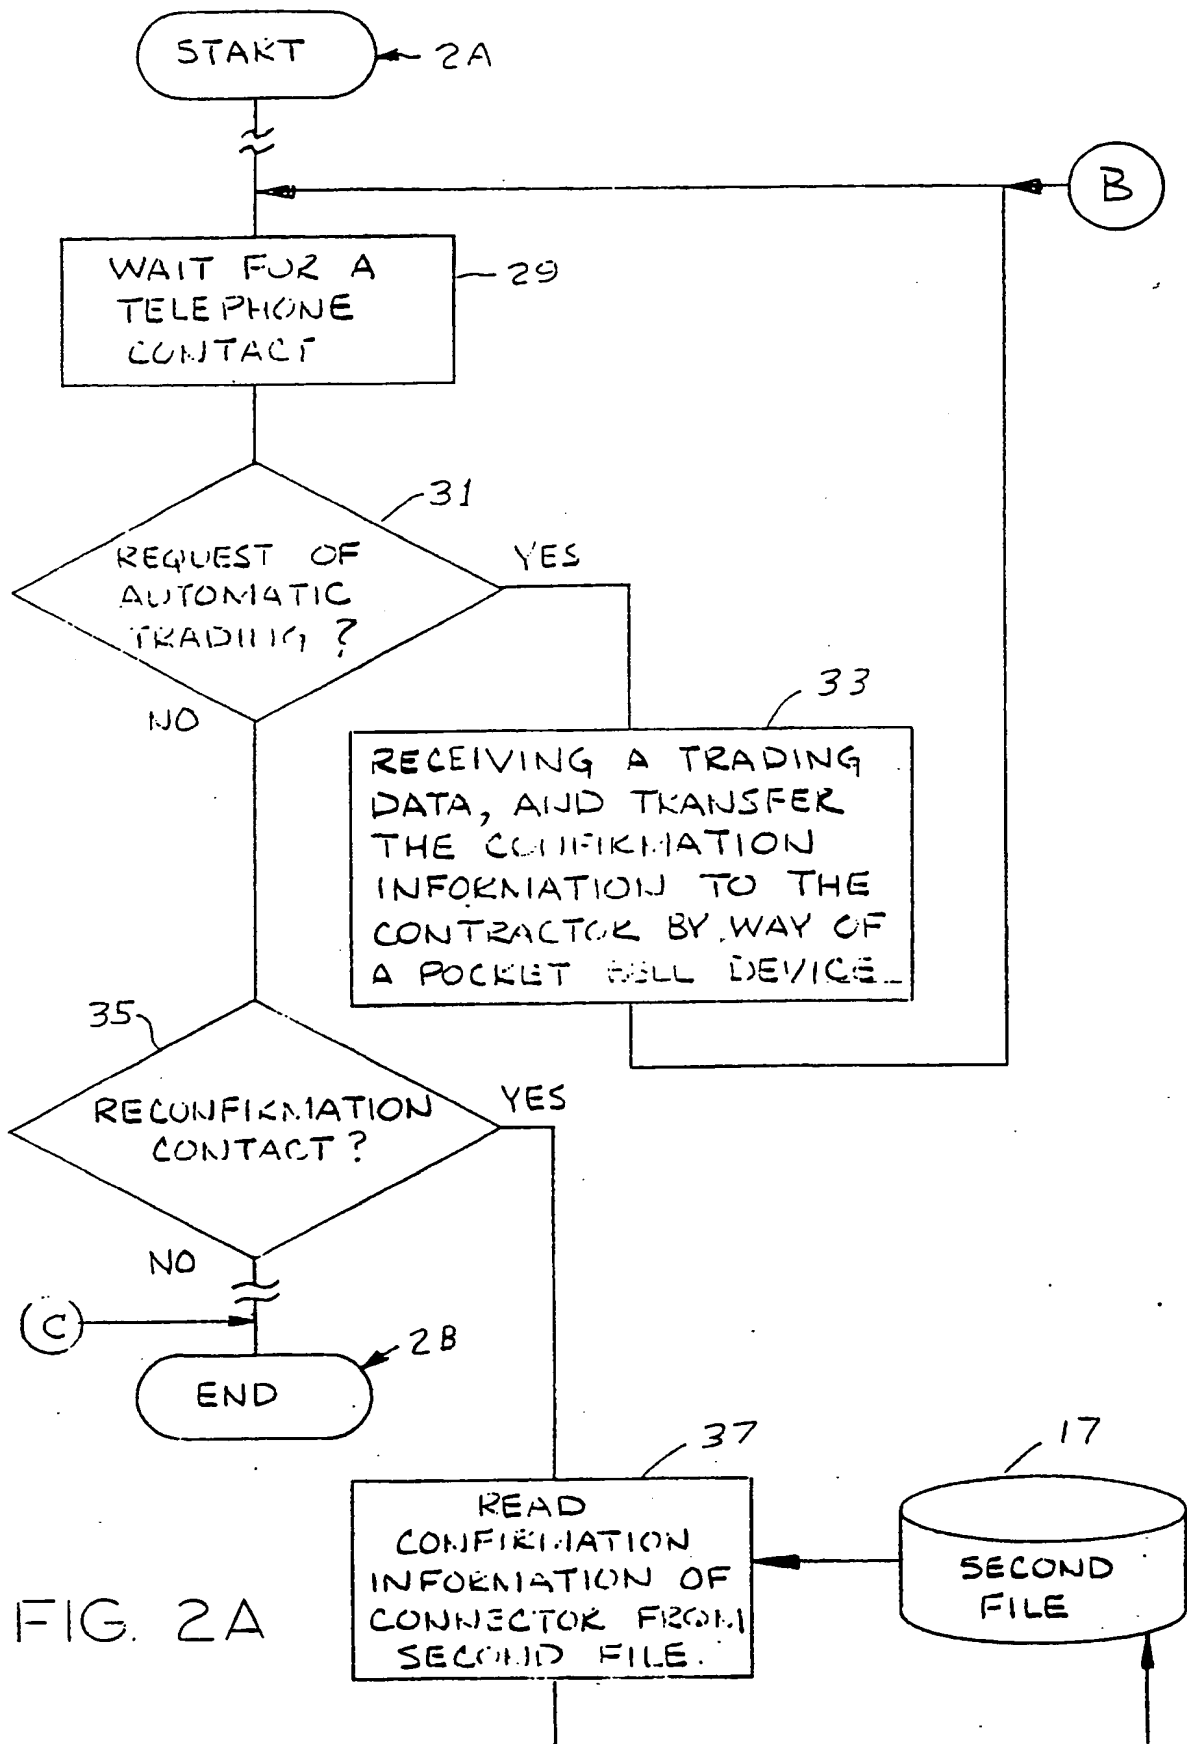 START
2A
B
WAIT FOR A
TELEPHONE
CONTACT
29
31
REQUEST OF
AUTOMATIC
TRADING?
YES
NO
33
RECEIVING A TRADING
DATA, AND TRANSFER
THE CONFIRMATION
INFORMATION TO THE
CONTRACTOR BY WAY OF
A POCKET BELL DEVICE
35
RECONFIRMATION
CONTACT?
YES
NO
C
2B
END
37
READ
CONFIRMATION
INFORMATION OF
CONNECTOR FROM
SECOND FILE.
17
SECOND
FILE
FIG. 2A